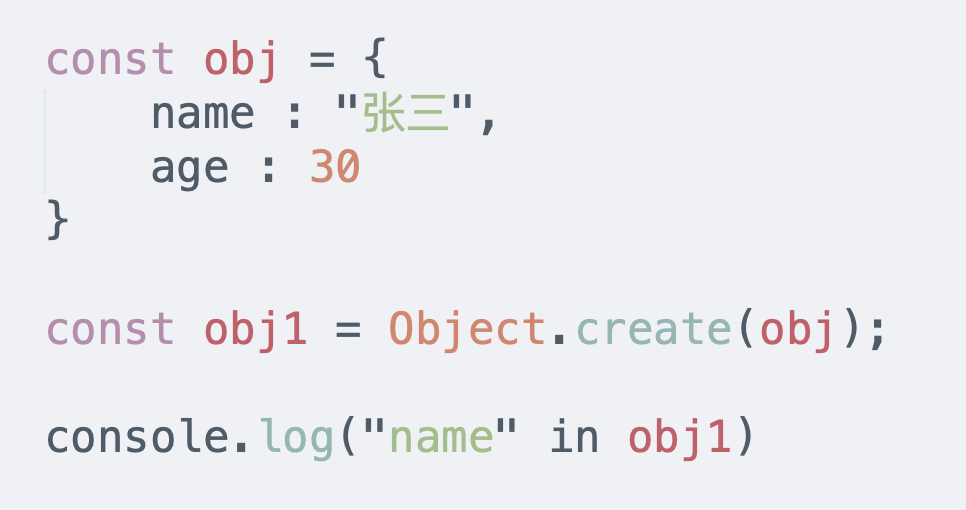 const obj = {
    name : "张三",
    age : 30
}
const obj1 = Object.create(obj);
console.log("name" in obj1)